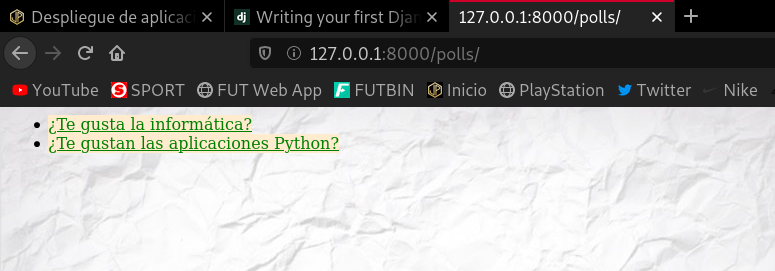 Despliegue de aplicac
Writing your first Djan
127.0.0.1:8000/polls/
127.0.0.1:8000/polls/
YouTube SPORT FUT Web App FUTBIN Inicio PlayStation Twitter Nike
¿Te gusta la informática?
¿Te gustan las aplicaciones Python?